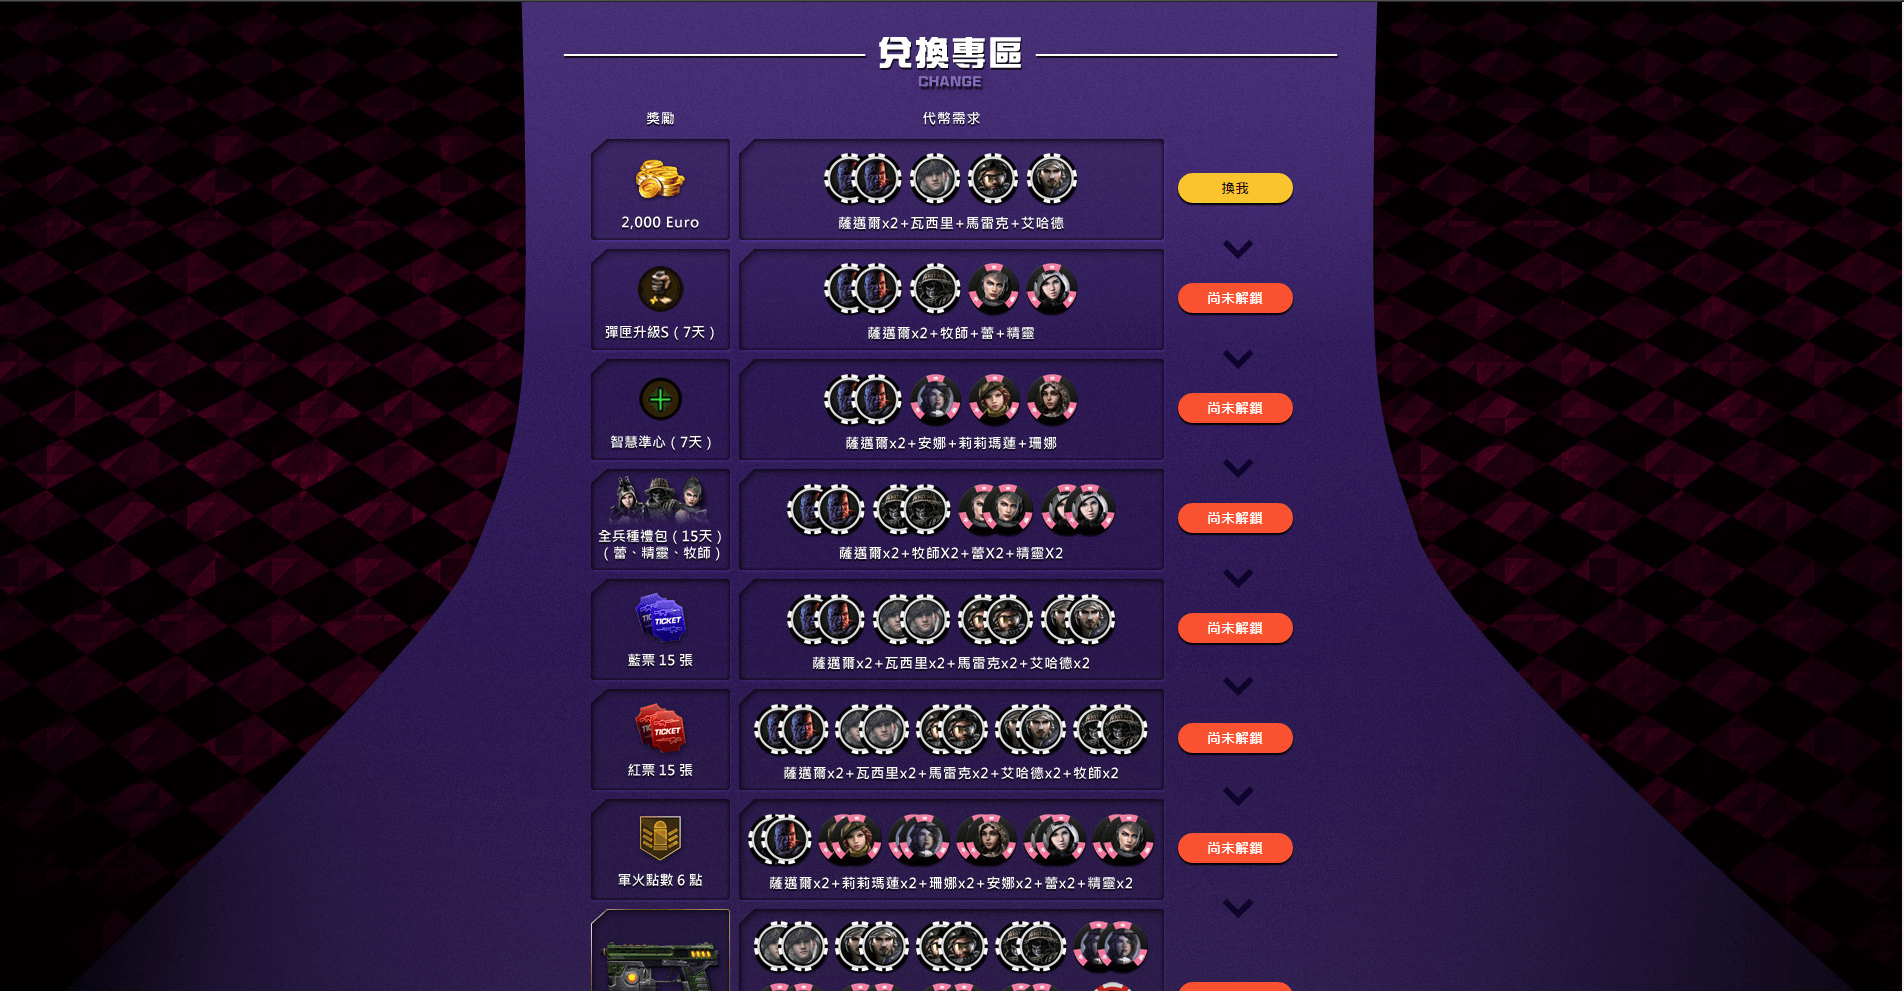 兌換專區
CHANGE
獎勵
代幣需求
2,000 Euro
薩邁爾x2+瓦西里+馬雷克+艾哈德
換我
彈匣升級S（7天）
薩邁爾x2+牧師+蕾+精靈
尚未解鎖
智慧準心（7天）
薩邁爾x2+安娜+莉莉瑪蓮+珊娜
尚未解鎖
全兵種禮包（15天）
（蕾、精靈、牧師）
薩邁爾x2+牧師X2+蕾X2+精靈X2
尚未解鎖
TICKET
藍票 15 張
薩邁爾x2+瓦西里x2+馬雷克x2+艾哈德x2
尚未解鎖
TICKET
紅票 15 張
薩邁爾x2+瓦西里x2+馬雷克x2+艾哈德x2+牧師x2
尚未解鎖
軍火點數 6 點
薩邁爾x2+莉莉瑪蓮x2+珊娜x2+安娜x2+蕾x2+精靈x2
尚未解鎖